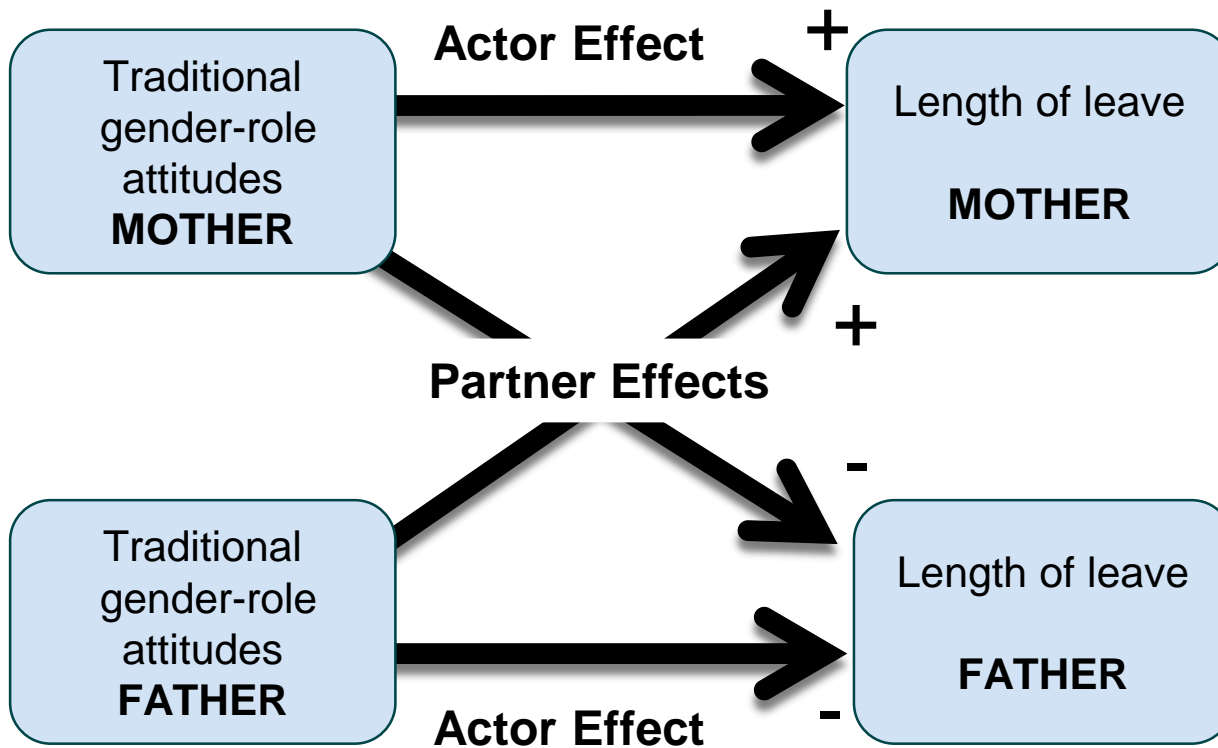 Actor Effect
+
Traditional
gender-role
attitudes
MOTHER
Length of leave
MOTHER
+
Partner Effects
-
Traditional
gender-role
attitudes
FATHER
Length of leave
FATHER
-
Actor Effect